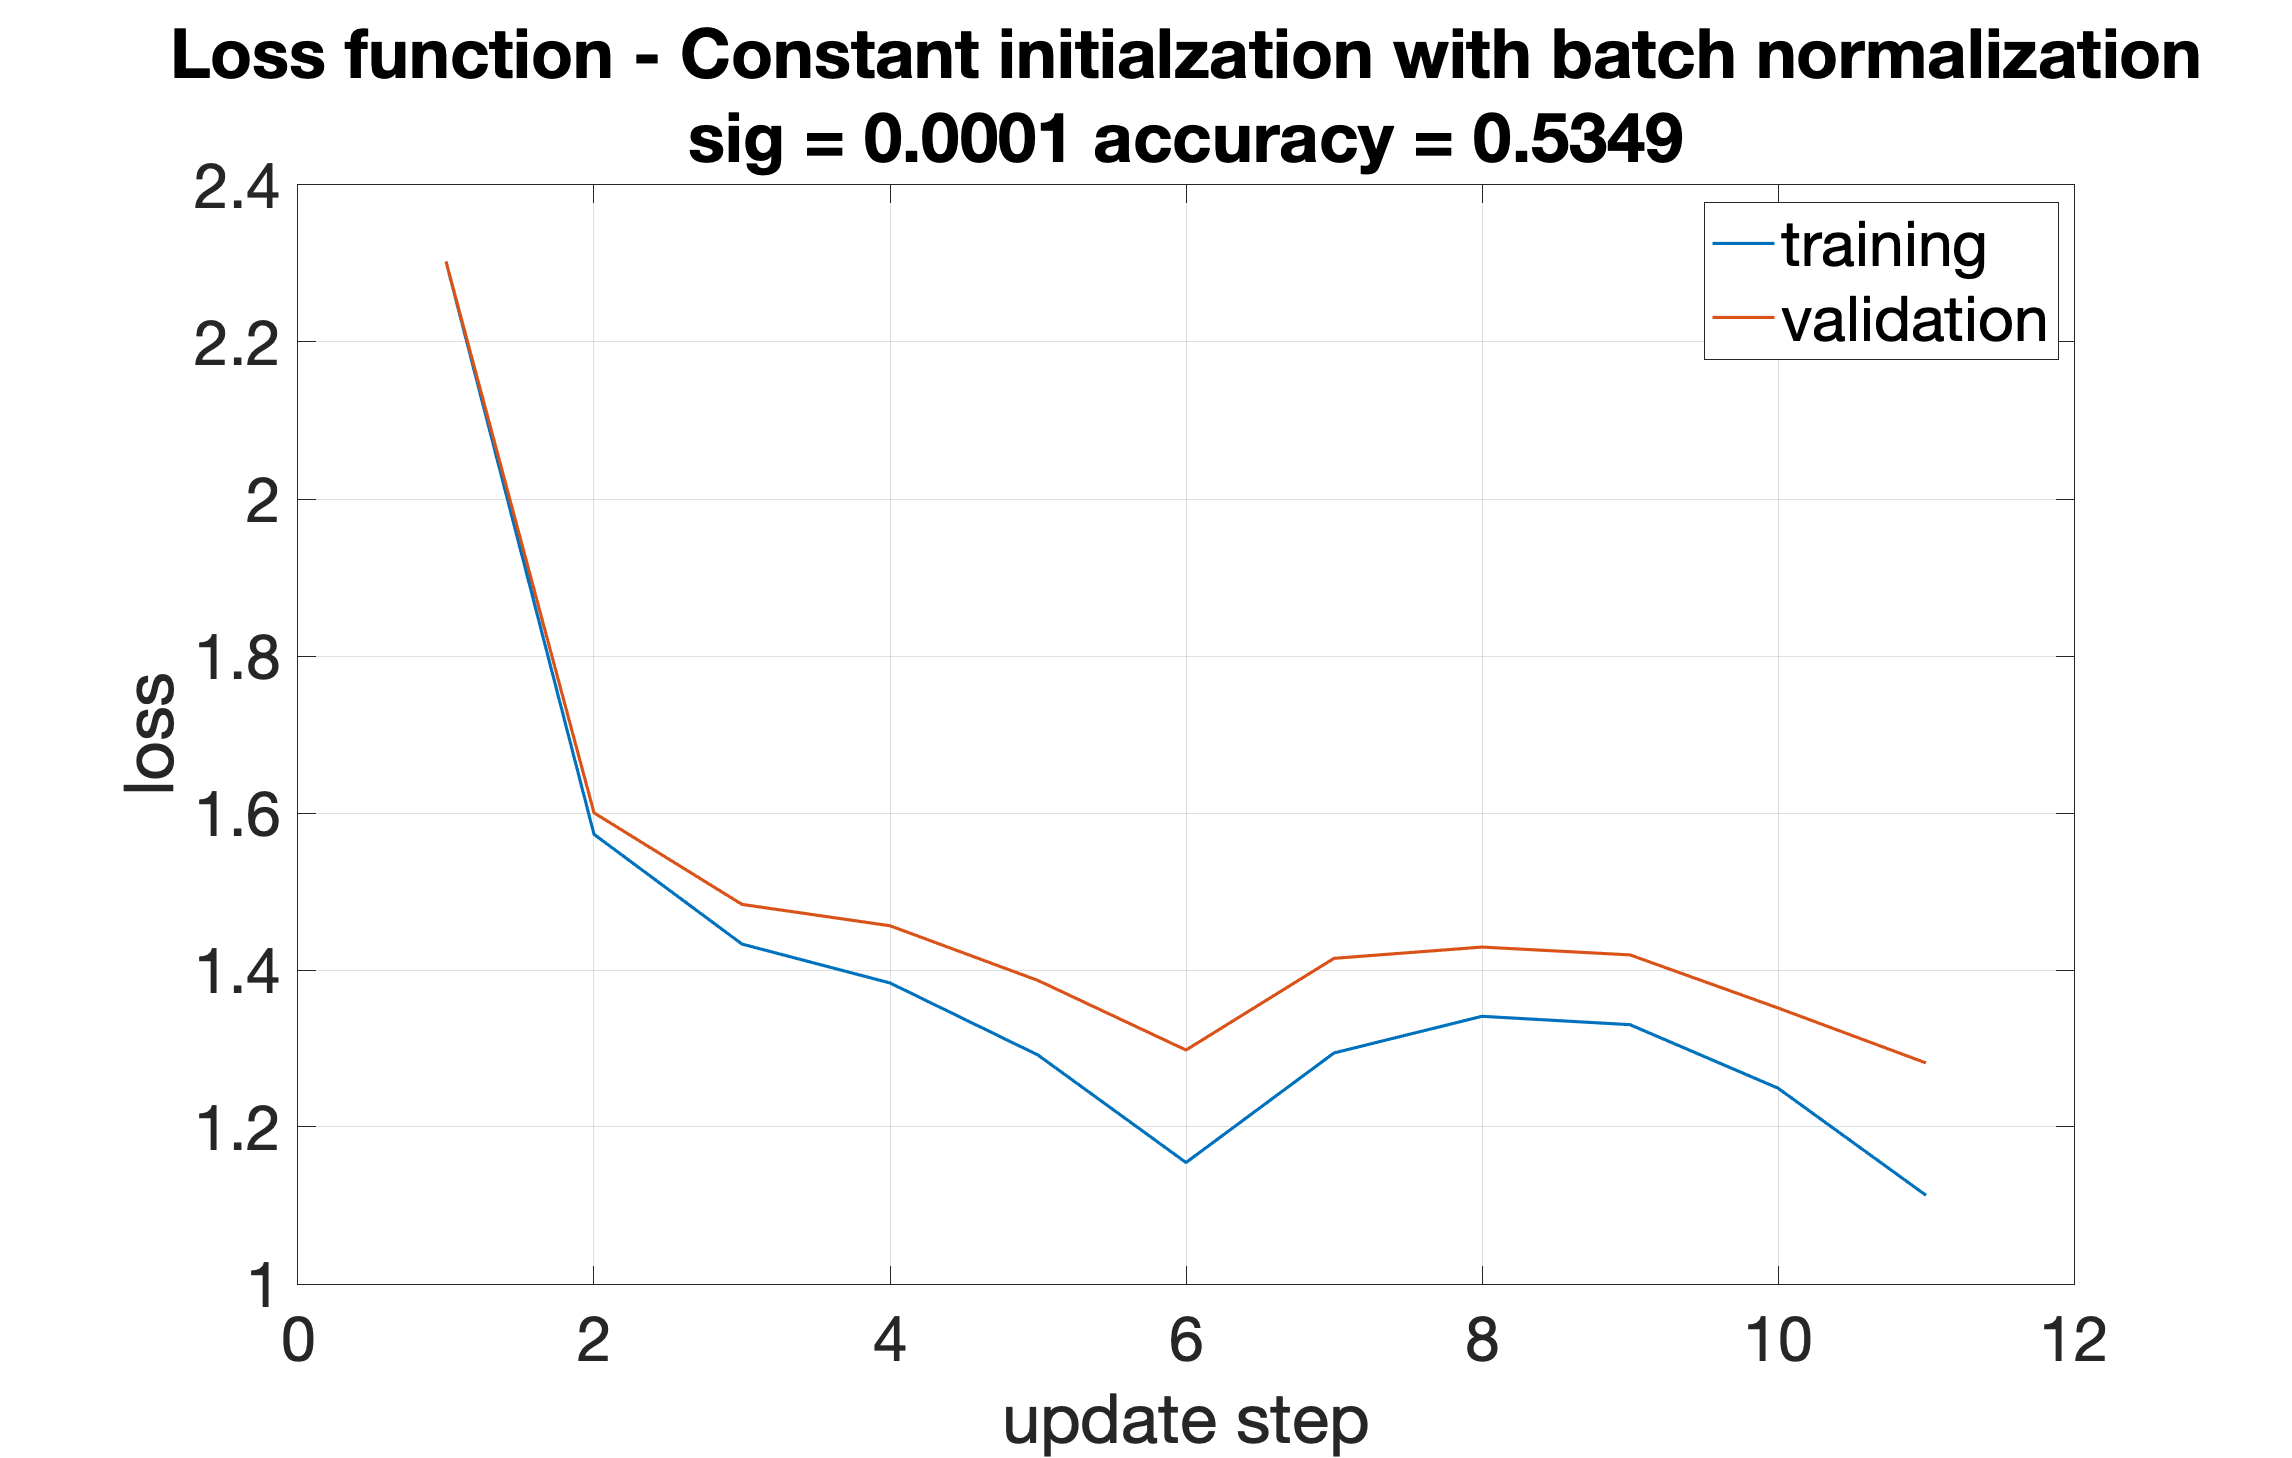 Loss function - Constant initialzation with batch normalization
sig = 0.0001 accuracy = 0.5349
2.4
2.2
2
1.8
1.6
1.4
1.2
1
loss
training
validation
0 2 4 6 8 10 12
update step